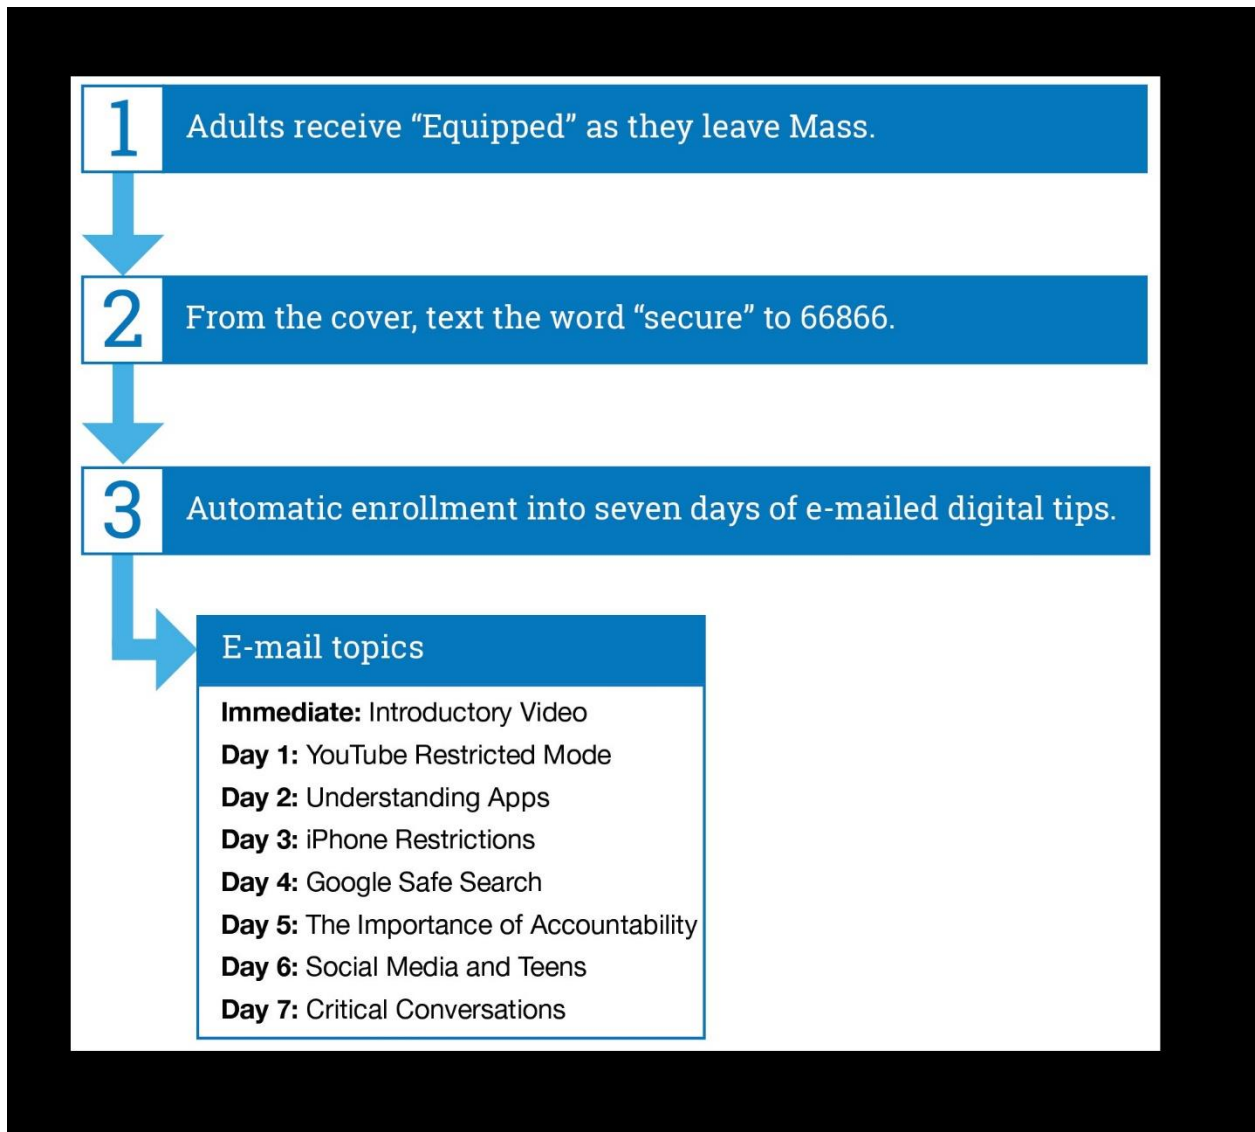 1
Adults receive “Equipped” as they leave Mass.
2
From the cover, text the word “secure” to 66866.
3
Automatic enrollment into seven days of e-mailed digital tips.
E-mail topics
Immediate: Introductory Video
Day 1: YouTube Restricted Mode
Day 2: Understanding Apps
Day 3: iPhone Restrictions
Day 4: Google Safe Search
Day 5: The Importance of Accountability
Day 6: Social Media and Teens
Day 7: Critical Conversations